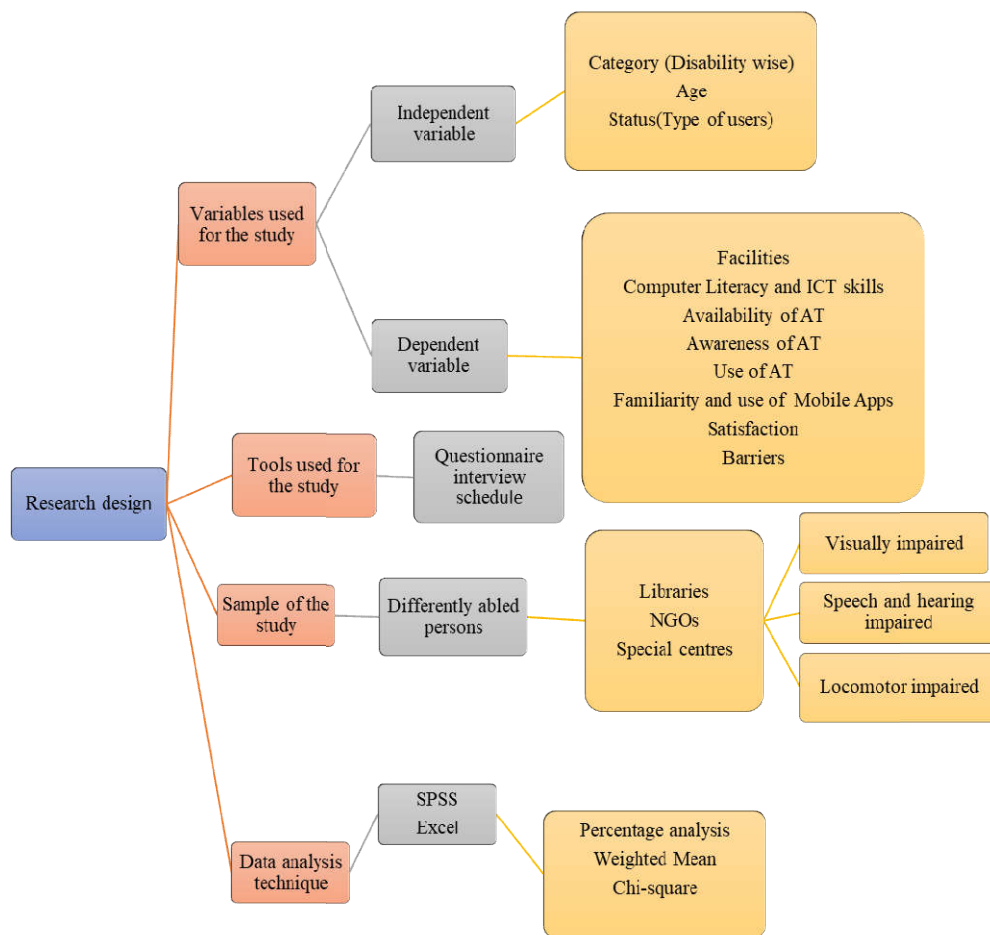 Research design
Variables used
for the study
Independent
variable
Category (Disability wise)
Age
Status(Type of users)
Dependent
variable
Facilities
Computer Literacy and ICT skills
Availability of AT
Awareness of AT
Use of AT
Familiarity and use of Mobile Apps
Satisfaction
Barriers
Tools used for
the study
Questionnaire
interview
schedule
Sample of the
study
Differently abled
persons
Libraries
NGOs
Special centres
Visually impaired
Speech and hearing
impaired
Locomotor impaired
Data analysis
technique
SPSS
Excel
Percentage analysis
Weighted Mean
Chi-square